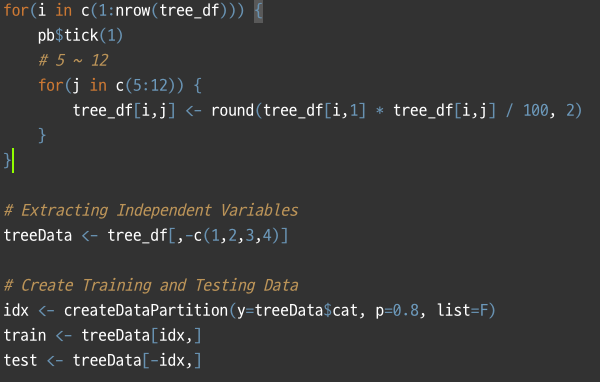 for(i in c(1:nrow(tree_df))) {
    pb$tick(1)
    # 5 ~ 12
    for(j in c(5:12)) {
        tree_df[i,j] <- round(tree_df[i,1] * tree_df[i,j] / 100, 2)
    }
}
# Extracting Independent Variables
treeData <- tree_df[,-c(1,2,3,4)]
# Create Training and Testing Data
idx <- createDataPartition(y=treeData$cat, p=0.8, list=F)
train <- treeData[idx,]
test <- treeData[-idx,]